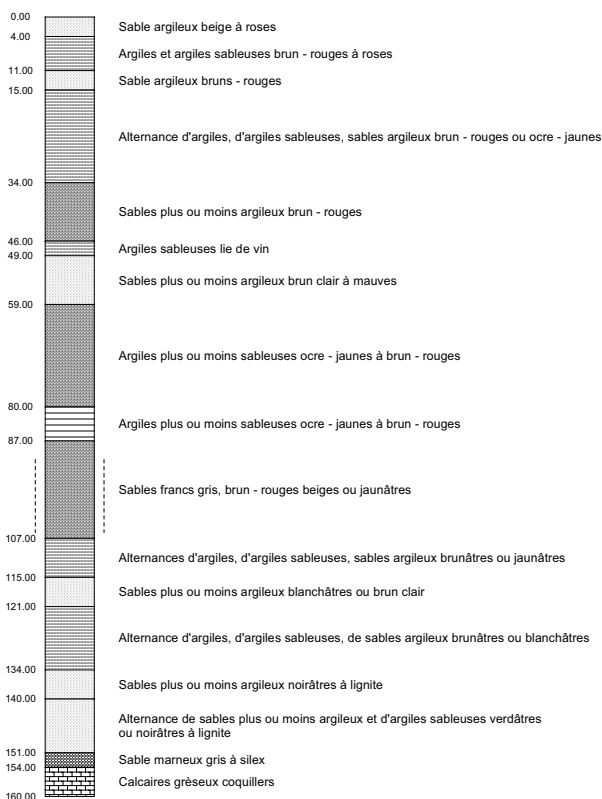 0.00
Sable argileux beige à roses
4.00
Argiles et argiles sableuses brun - rouges à roses
11.00
Sable argileux bruns - rouges
15.00
Alternance d'argiles, d'argiles sableuses, sables argileux brun - rouges ou ocre - jaunes
34.00
Sables plus ou moins argileux brun - rouges
46.00
Argiles sableuses lie de vin
49.00
Sables plus ou moins argileux brun clair à mauves
59.00
Argiles plus ou moins sableuses ocre - jaunes à brun - rouges
80.00
Argiles plus ou moins sableuses ocre - jaunes à brun - rouges
87.00
Sables francs gris, brun - rouges beiges ou jaunâtres
107.00
Alternances d'argiles, d'argiles sableuses, sables argileux brunâtres ou jaunâtres
115.00
Sables plus ou moins argileux blanchâtres ou brun clair
121.00
Alternance d'argiles, d'argiles sableuses, de sables argileux brunâtres ou blanchâtres
134.00
Sables plus ou moins argileux noirâtres à lignite
140.00
Alternance de sables plus ou moins argileux et d'argiles sableuses verdâtres
ou noirâtres à lignite
151.00
Sable marneux gris à silex
154.00
Calcaires grèseux coquillers
160.00